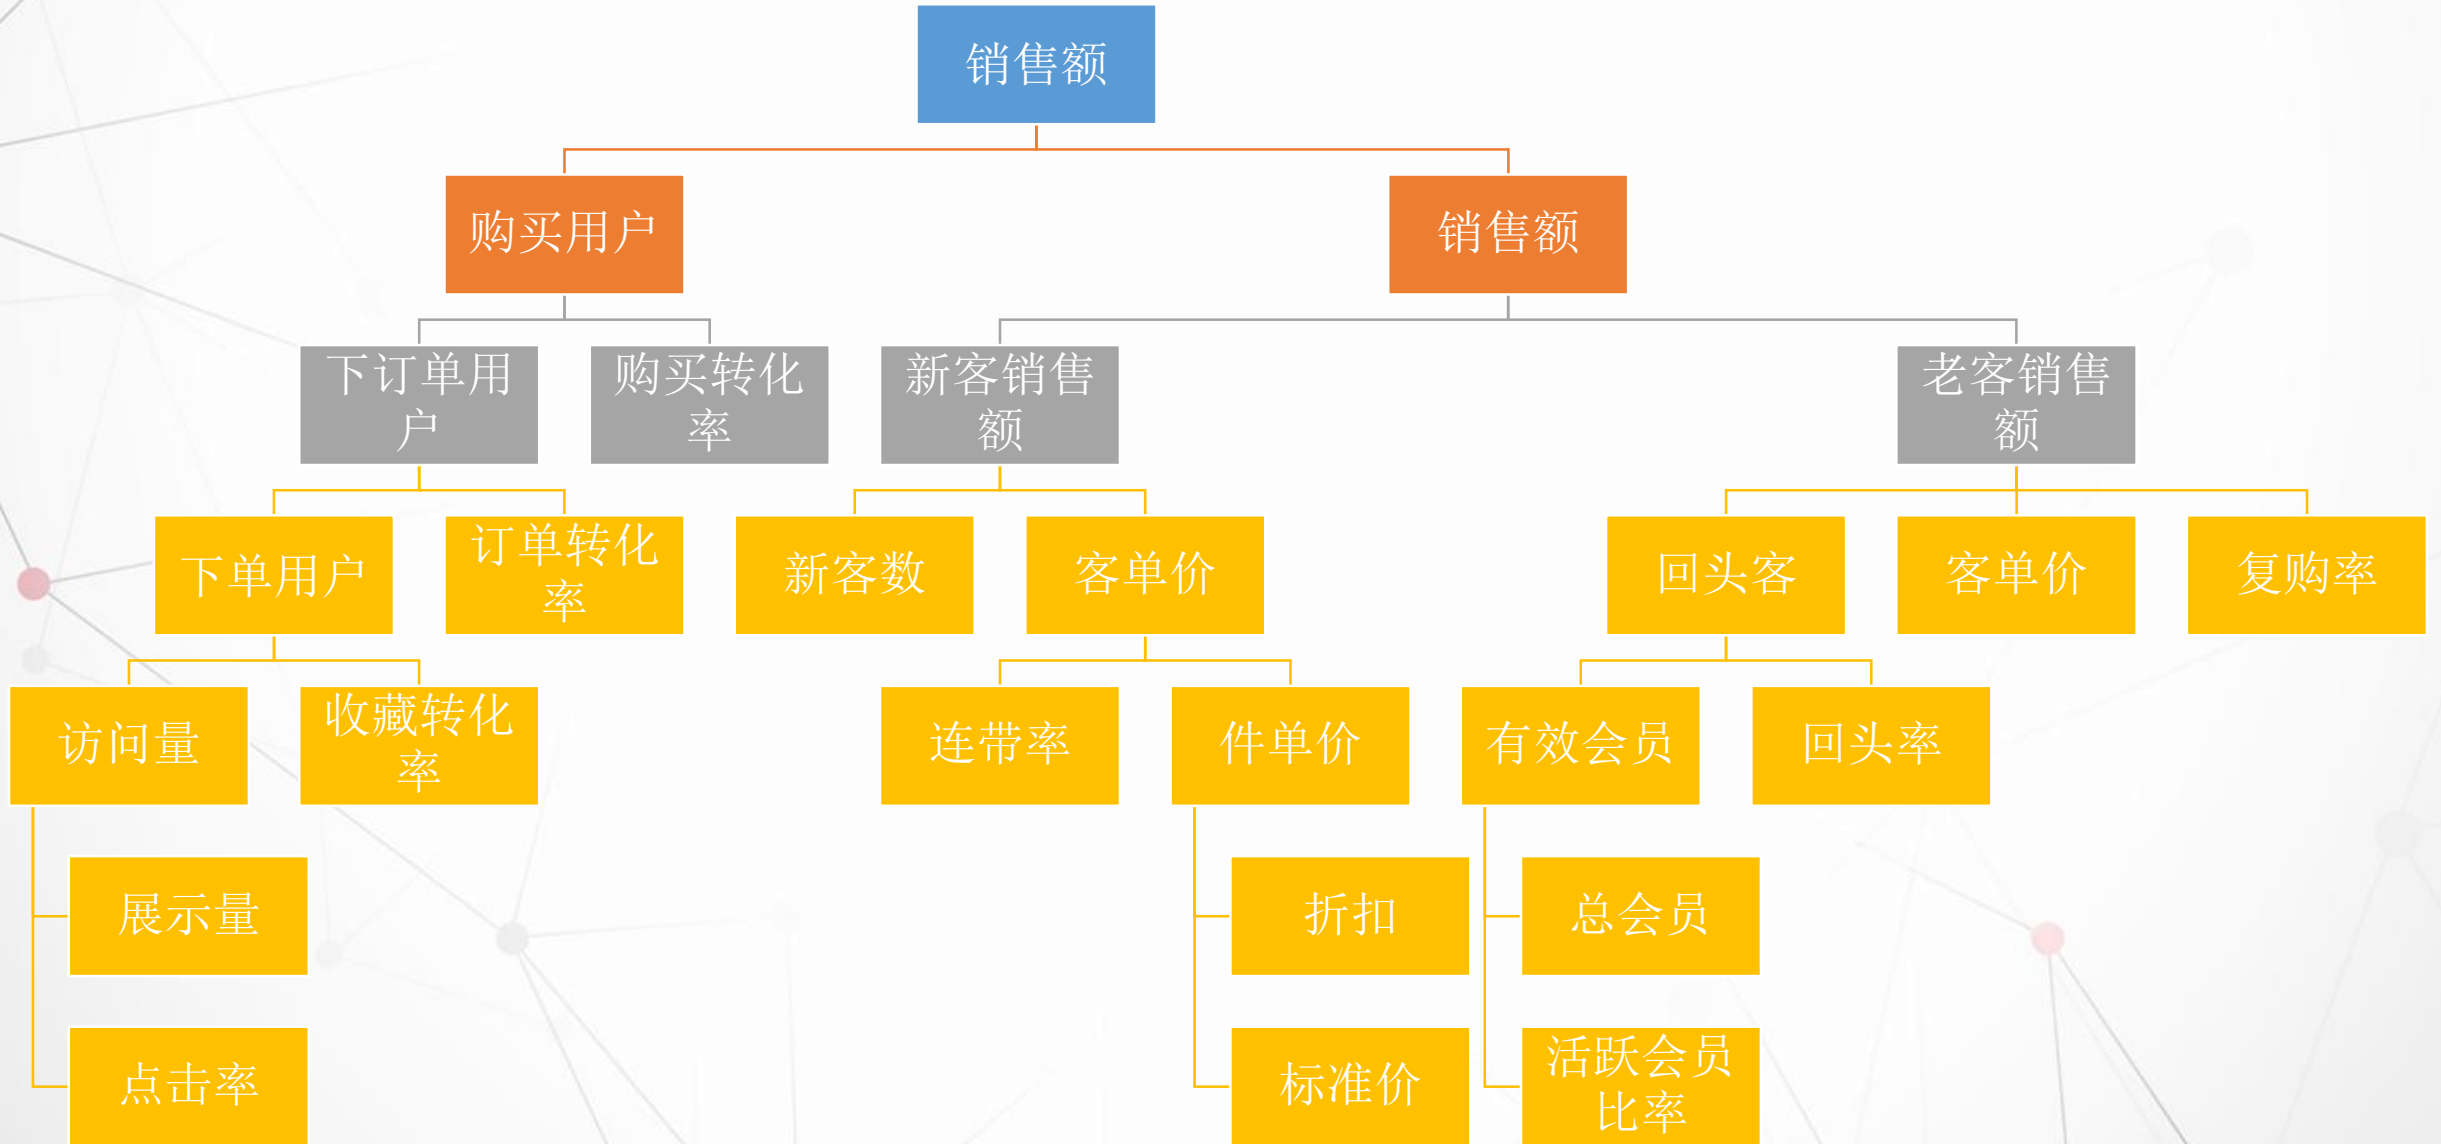 销售额
购买用户
销售额
下订单用
户
购买转化
率
新客销售
额
老客销售
额
下单用户
订单转化
率
新客数
客单价
回头客
客单价
复购率
访问量
收藏转化
率
连带率
件单价
有效会员
回头率
展示量
折扣
总会员
点击率
标准价
活跃会员
比率